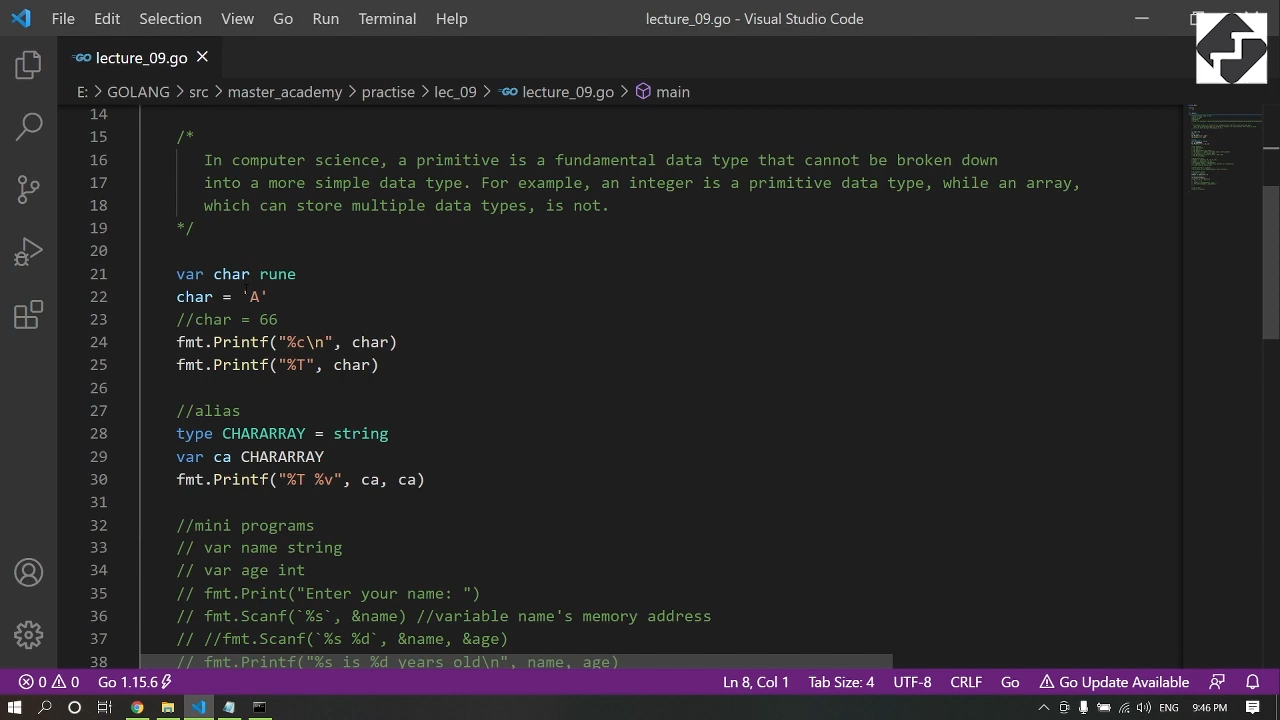 File Edit Selection View Go Run Terminal Help lecture_09.go - Visual Studio Code
lecture_09.go
E: > GOLANG > src > master_academy > practise > lec_09 > lecture_09.go > main
14
15 /*
16 In computer science, a primitive is a fundamental data type that cannot be broken down
17 into a more simple data type. For example, an integer is a primitive data type, while an array,
18 which can store multiple data types, is not.
19 */
20
21 var char rune
22 char = 'A'
23 //char = 66
24 fmt.Printf("%c\n", char)
25 fmt.Printf("%T", char)
26
27 //alias
28 type CHARARRAY = string
29 var ca CHARARRAY
30 fmt.Printf("%T %v", ca, ca)
31
32 //mini programs
33 // var name string
34 // var age int
35 // fmt.Print("Enter your name: ")
36 // fmt.Scanf(`%s`, &name) //variable name's memory address
37 // //fmt.Scanf(`%s %d`, &name, &age)
38 // fmt.Printf("%s is %d years old\n", name, age)
0 0 Go 1.15.6 Ln 8, Col 1 Tab Size: 4 UTF-8 CRLF Go Go Update Available
9:46 PM